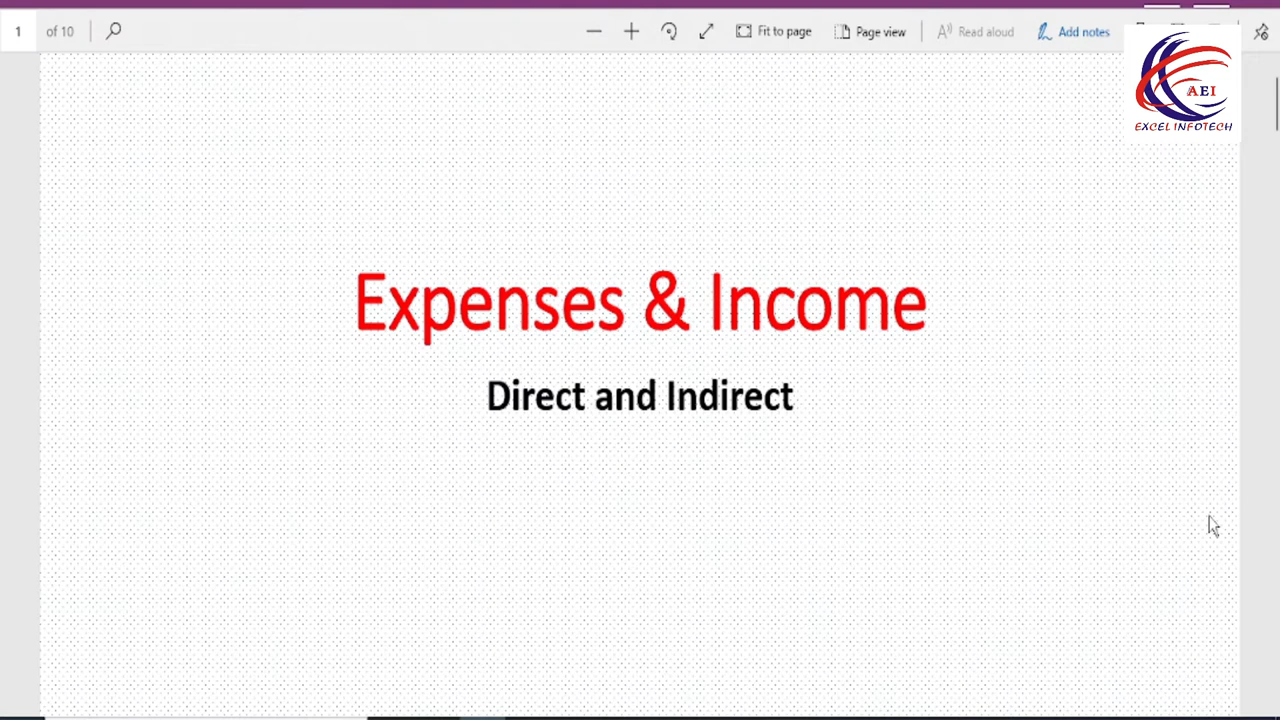 1 of 10 Fit to page Page view Read aloud Add notes
AEI
EXCEL INFOTECH
Expenses & Income
Direct and Indirect